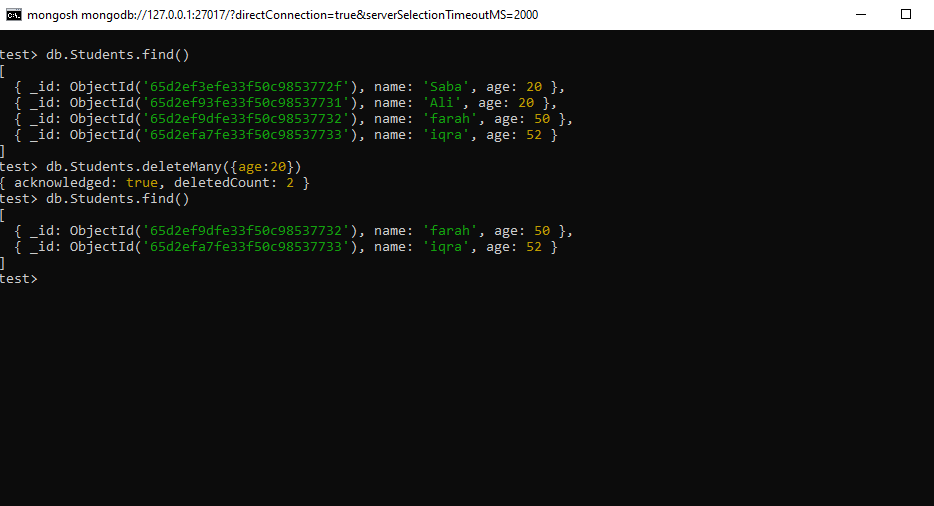 mongosh mongodb://127.0.0.1:27017/?directConnection=true&serverSelectionTimeoutMS=2000
test> db.Students.find()
[
  { _id: ObjectId('65d2ef3efe33f50c9853772f'), name: 'Saba', age: 20 },
  { _id: ObjectId('65d2ef93fe33f50c98537731'), name: 'Ali', age: 20 },
  { _id: ObjectId('65d2ef9dfe33f50c98537732'), name: 'farah', age: 50 },
  { _id: ObjectId('65d2efa7fe33f50c98537733'), name: 'iqra', age: 52 }
]
test> db.Students.deleteMany({age:20})
{ acknowledged: true, deletedCount: 2 }
test> db.Students.find()
[
  { _id: ObjectId('65d2ef9dfe33f50c98537732'), name: 'farah', age: 50 },
  { _id: ObjectId('65d2efa7fe33f50c98537733'), name: 'iqra', age: 52 }
]
test>